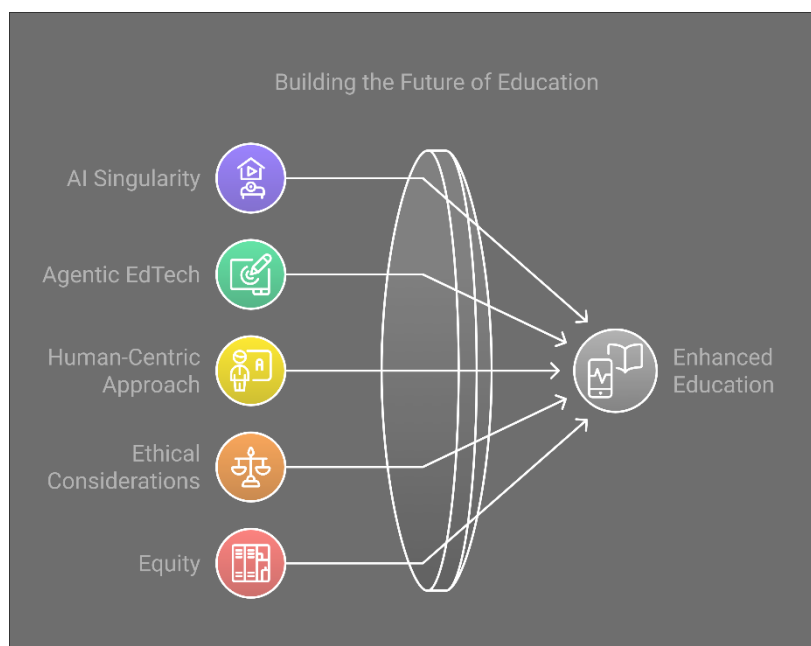 Building the Future of Education
AI Singularity
Agentic EdTech
Human-Centric
Approach
A
Ethical
Considerations
Equity
Enhanced
Education